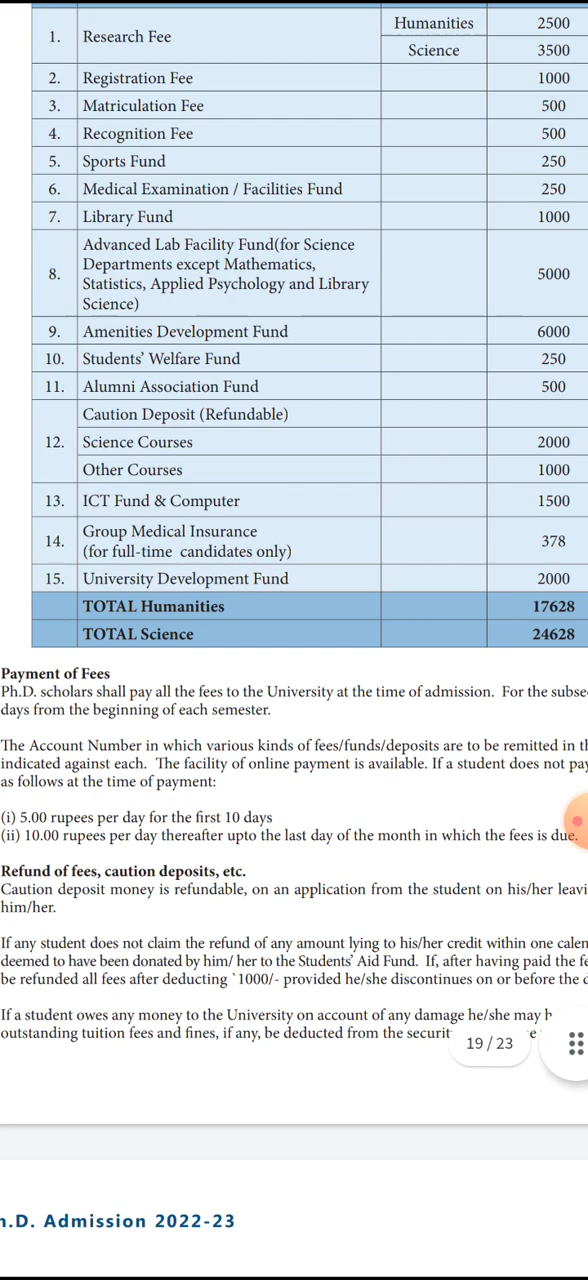 1. Research Fee Humanities 2500
Science 3500
2. Registration Fee 1000
3. Matriculation Fee 500
4. Recognition Fee 500
5. Sports Fund 250
6. Medical Examination / Facilities Fund 250
7. Library Fund 1000
8. Advanced Lab Facility Fund(for Science
Departments except Mathematics,
Statistics, Applied Psychology and Library
Science) 5000
9. Amenities Development Fund 6000
10. Students' Welfare Fund 250
11. Alumni Association Fund 500
12. Caution Deposit (Refundable)
Science Courses 2000
Other Courses 1000
13. ICT Fund & Computer 1500
14. Group Medical Insurance
(for full-time candidates only) 378
15. University Development Fund 2000
TOTAL Humanities 17628
TOTAL Science 24628
Payment of Fees
Ph.D. scholars shall pay all the fees to the University at the time of admission. For the subse
days from the beginning of each semester.
The Account Number in which various kinds of fees/funds/deposits are to be remitted in th
indicated against each. The facility of online payment is available. If a student does not pay
as follows at the time of payment:
(i) 5.00 rupees per day for the first 10 days
(ii) 10.00 rupees per day thereafter upto the last day of the month in which the fees is due.
Refund of fees, caution deposits, etc.
Caution deposit money is refundable, on an application from the student on his/her leavi
him/her.
If any student does not claim the refund of any amount lying to his/her credit within one calen
deemed to have been donated by him/ her to the Students' Aid Fund. If, after having paid the fe
be refunded all fees after deducting `1000/- provided he/she discontinues on or before the
If a student owes any money to the University on account of any damage he/she may
outstanding tuition fees and fines, if any, be deducted from the securit
19 / 23
.D. Admission 2022-23